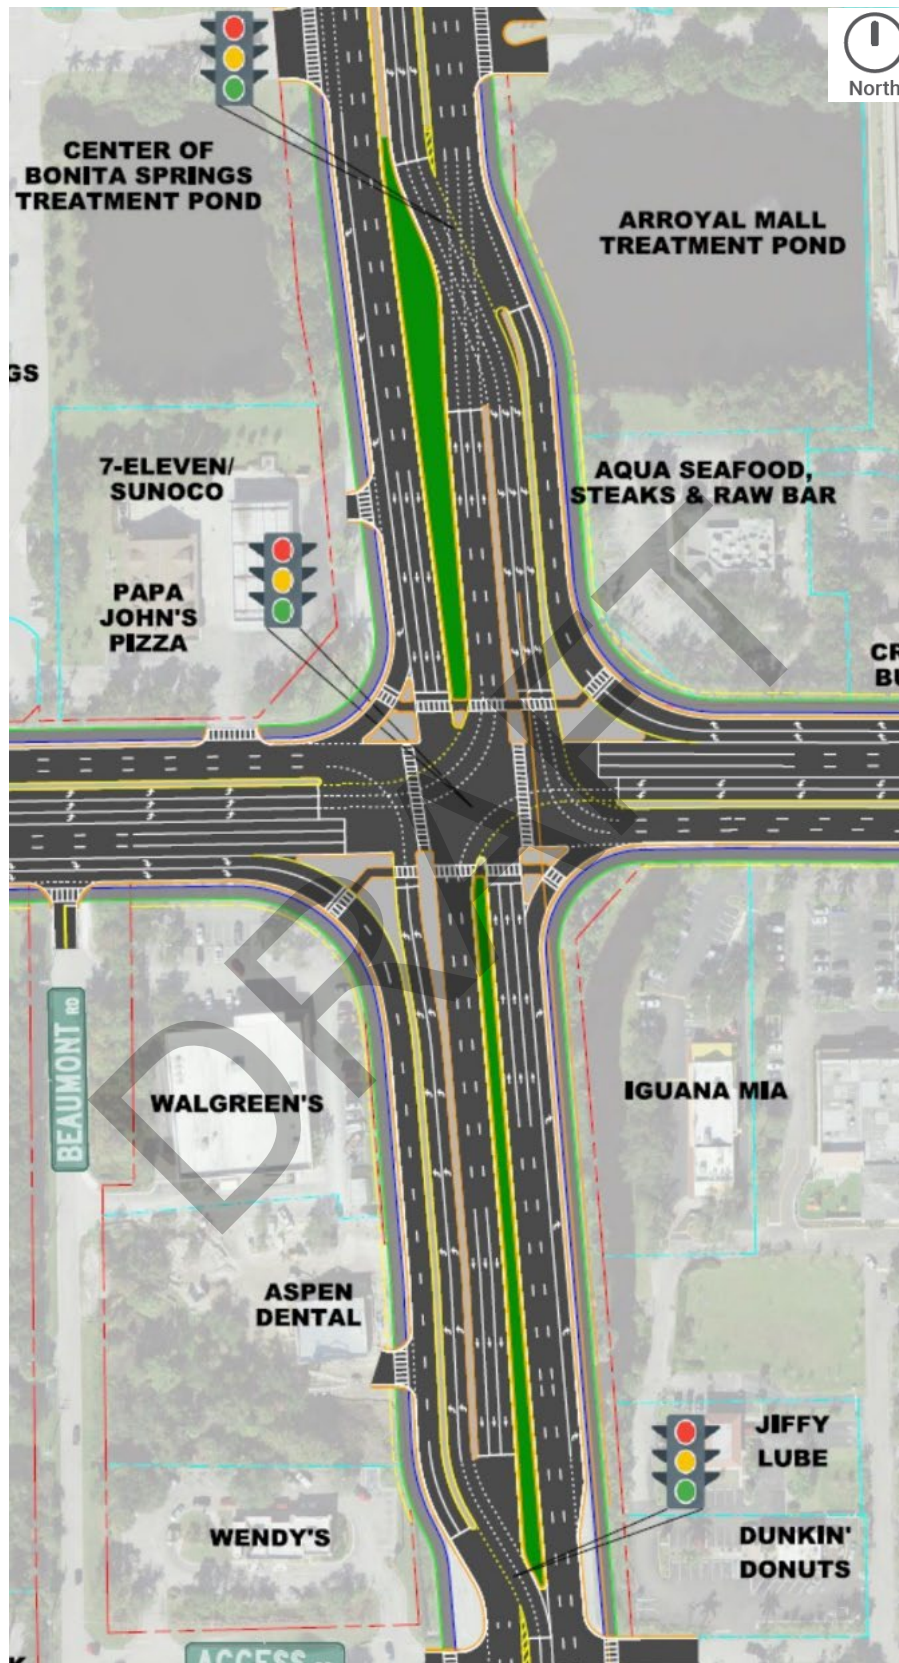 North
CENTER OF
BONITA SPRINGS
TREATMENT POND
ARROYAL MALL
TREATMENT POND
GS
7-ELEVEN/
SUNOCO
AQUA SEAFOOD,
STEAKS & RAW BAR
PAPA
JOHN'S
PIZZA
CR
BU
DRAFT
BEAUMONT RD
WALGREEN'S
IGUANA MIA
ASPEN
DENTAL
JIFFY
LUBE
WENDY'S
DUNKIN'
DONUTS
ACCESS
K